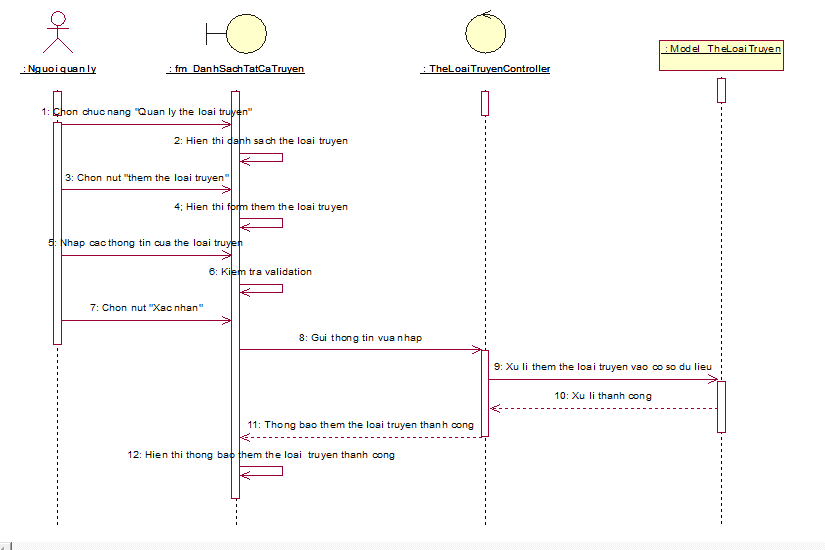 : Nguoi quan ly
: fm_DanhSachTatCaTruyen
: TheLoaiTruyenController
: Model_TheLoaiTruyen
1: Chon chuc nang "Quan ly the loai truyen"
2: Hien thi danh sach the loai truyen
3: Chon nut "them the loai truyen"
4; Hien thi form them the loai truyen
5: Nhap cac thong tin cua the loai truyen
6: Kiem tra validation
7: Chon nut "Xac nhan"
8: Gui thong tin vua nhap
9: Xu li them the loai truyen vao co so du lieu
10: Xu li thanh cong
11: Thong bao them the loai truyen thanh cong
12: Hien thi thong bao them the loai truyen thanh cong